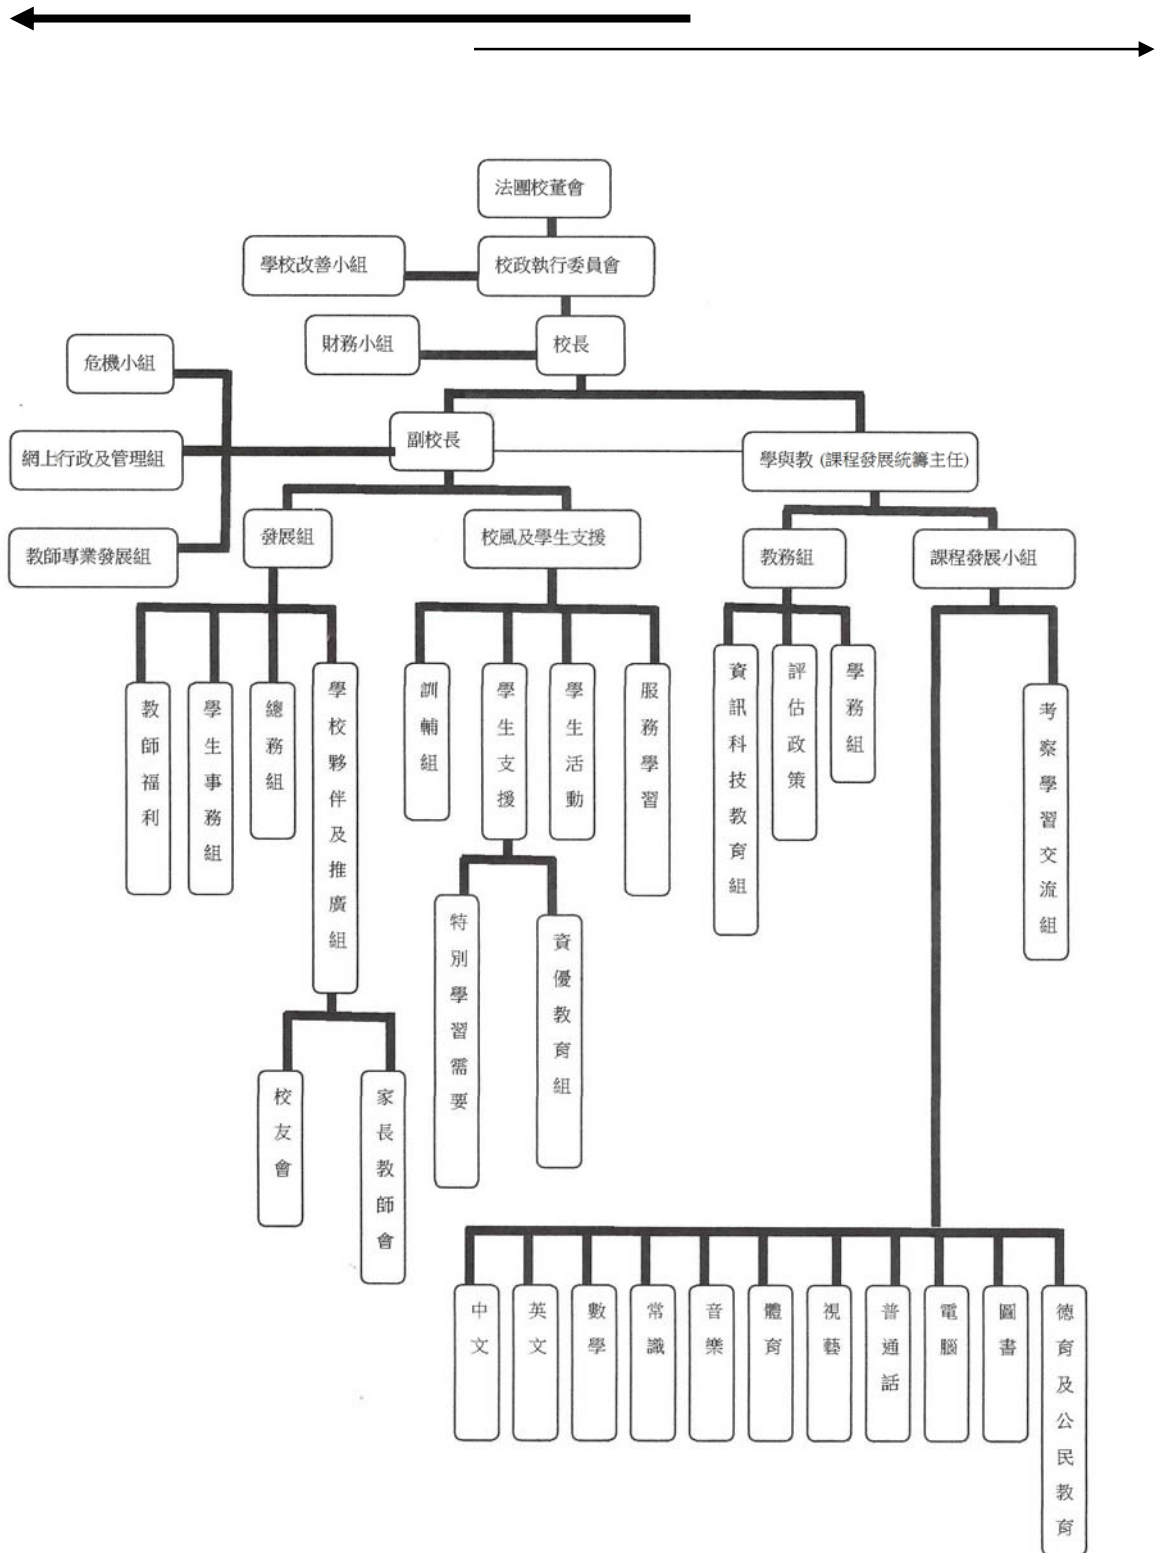 法團校董會
學校改善小組
校政執行委員會
財務小組
校長
危機小組
副校長
網上行政及管理組
學與教 (課程發展統籌主任)
教師專業發展組
發展組
校風及學生支援
教務組
課程發展小組
教師福利
學生事務組
總務組
學校夥伴及推廣組
訓輔組
學生支援
學生活動
服務學習
資訊科技教育組
評估政策
學務組
考察學習交流組
特別學習需要
資優教育組
校友會
家長教師會
中文
英文
數學
常識
音樂
體育
視藝
普通話
電腦
圖書
德育及公民教育